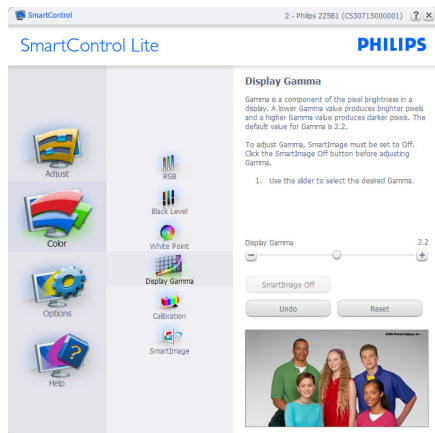 SmartControl
2 - Philips 225B1 (CS30715000001)
SmartControl Lite
PHILIPS
Adjust
Color
Options
Help
RGB
Black Level
White Point
Display Gamma
Calibration
SmartImage
Display Gamma
Gamma is a component of the pixel brightness in a
display. A lower Gamma value produces brighter pixels
and a higher Gamma value produces darker pixels. The
default value for Gamma is 2.2.
To adjust Gamma, SmartImage must be set to Off.
Click the SmartImage Off button before adjusting
Gamma.
1. Use the slider to select the desired Gamma.
Display Gamma 2.2
SmartImage Off
Undo
Reset